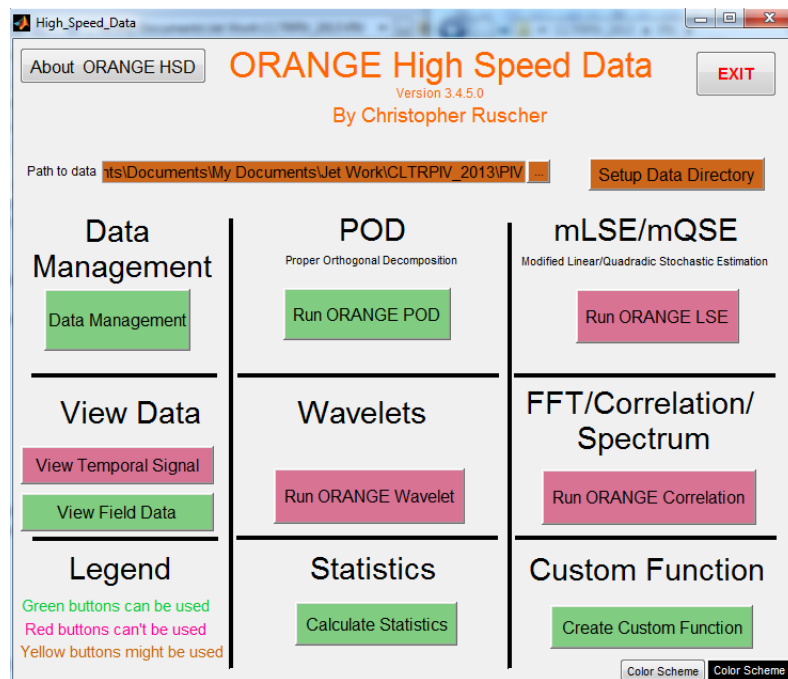 High_Speed_Data
About ORANGE HSD
ORANGE High Speed Data
EXIT
Version 3.4.5.0
By Christopher Ruscher
Path to data nts\Documents\My Documents\Jet Work\CLTRPIV_2013\PIV ...
Setup Data Directory
Data
Management
Data Management
POD
Proper Orthogonal Decomposition
Run ORANGE POD
mLSE/mQSE
Modified Linear/Quadradic Stochastic Estimation
Run ORANGE LSE
View Data
View Temporal Signal
View Field Data
Wavelets
Run ORANGE Wavelet
FFT/Correlation/
Spectrum
Run ORANGE Correlation
Legend
Green buttons can be used
Red buttons can't be used
Yellow buttons might be used
Statistics
Calculate Statistics
Custom Function
Create Custom Function
Color Scheme
Color Scheme